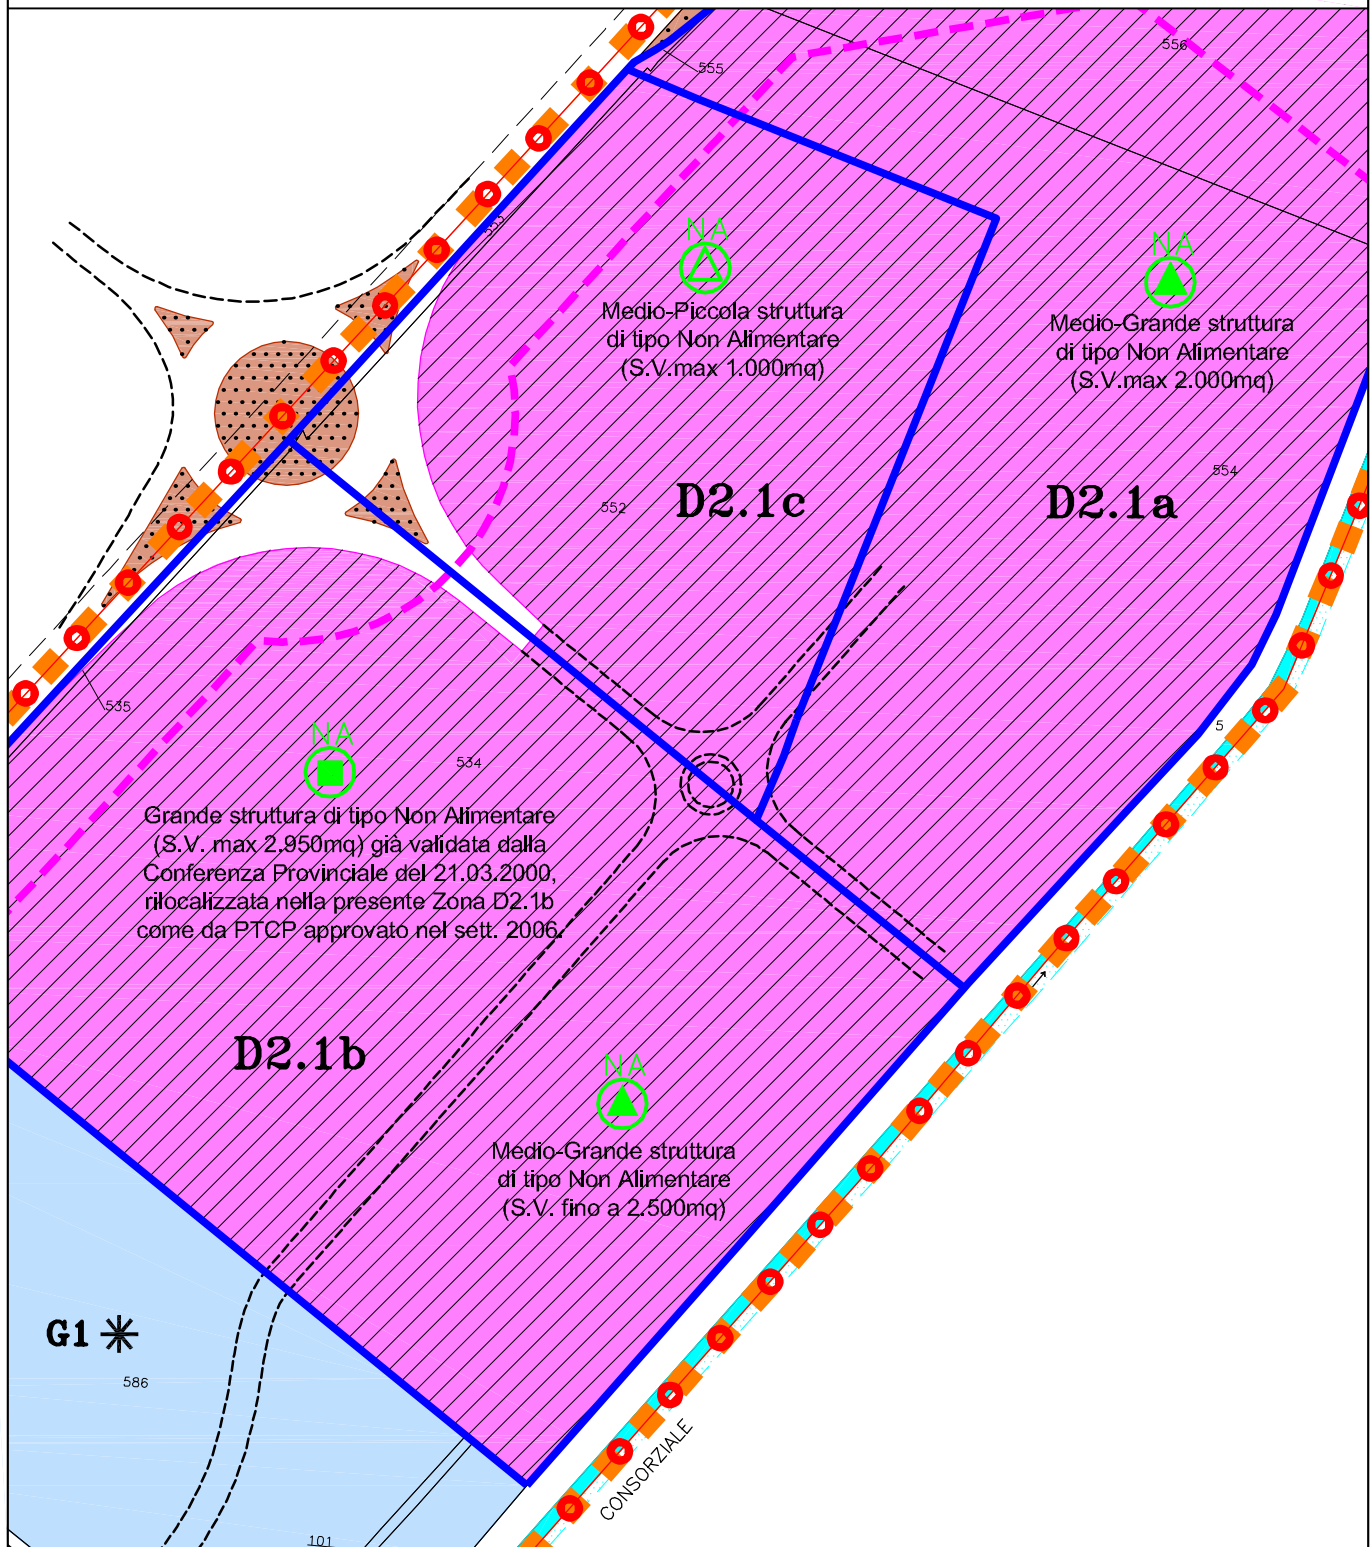 556
555
553
NA
Medio-Piccola struttura
di tipo Non Alimentare
(S.V.max 1.000mq)
NA
Medio-Grande struttura
di tipo Non Alimentare
(S.V.max 2.000mq)
554
552
D2.1c
D2.1a
535
5
NA
534
Grande struttura di tipo Non Alimentare
(S.V. max 2.950mq) già validata dalla
Conferenza Provinciale del 21.03.2000,
rilocalizzata nella presente Zona D2.1b
come da PTCP approvato nel sett. 2006.
D2.1b
NA
Medio-Grande struttura
di tipo Non Alimentare
(S.V. fino a 2.500mq)
G1
586
CONSORZIALE
101